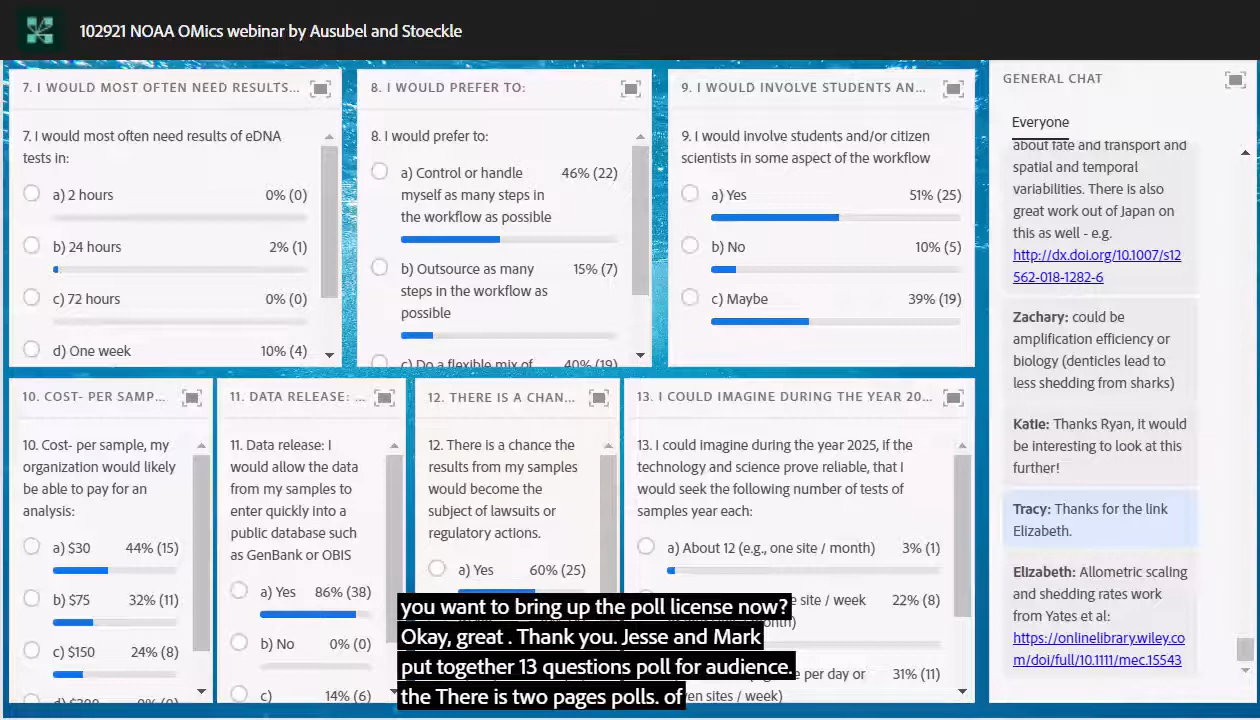 102921 NOAA OMics webinar by Ausubel and Stoeckle
7. I WOULD MOST OFTEN NEED RESULTS...
7. I would most often need results of eDNA
tests in:
a) 2 hours 0% (0)
b) 24 hours 2% (1)
c) 72 hours 0% (0)
d) One week 10% (4)
8. I WOULD PREFER TO:
8. I would prefer to:
a) Control or handle 46% (22)
myself as many steps in
the workflow as possible
b) Outsource as many 15% (7)
steps in the workflow as
possible
c) Do a flexible mix of 40% (19)
9. I WOULD INVOLVE STUDENTS AN...
9. I would involve students and/or citizen
scientists in some aspect of the workflow
a) Yes 51% (25)
b) No 10% (5)
c) Maybe 39% (19)
10. COST- PER SAMP...
10. Cost- per sample, my
organization would likely
be able to pay for an
analysis:
a) $30 44% (15)
b) $75 32% (11)
c) $150 24% (8)
d) $300 0% (0)
11. DATA RELEASE: ...
11. Data release: I
would allow the data
from my samples to
enter quickly into a
public database such
as GenBank or OBIS
a) Yes 86% (38)
b) No 0% (0)
c) 14% (6)
12. THERE IS A CHAN...
12. There is a chance the
results from my samples
would become the
subject of lawsuits or
regulatory actions.
a) Yes 60% (25)
13. I COULD IMAGINE DURING THE YEAR 20...
13. I could imagine during the year 2025, if the
technology and science prove reliable, that I
would seek the following number of tests of
samples year each:
a) About 12 (e.g., one site / month) 3% (1)
site / week 22% (8)
per day or 31% (11)
sites / week)
you want to bring up the poll license now?
Okay, great . Thank you. Jesse and Mark
put together 13 questions poll for audience.
the There is two pages polls. of
GENERAL CHAT
Everyone
about fate and transport and
spatial and temporal
variabilities. There is also
great work out of Japan on
this as well - e.g.
http://dx.doi.org/10.1007/s12
562-018-1282-6
Zachary: could be
amplification efficiency or
biology (denticles lead to
less shedding from sharks)
Katie: Thanks Ryan, it would
be interesting to look at this
further!
Tracy: Thanks for the link
Elizabeth.
Elizabeth: Allometric scaling
and shedding rates work
from Yates et al:
https://onlinelibrary.wiley.co
m/doi/full/10.1111/mec.15543